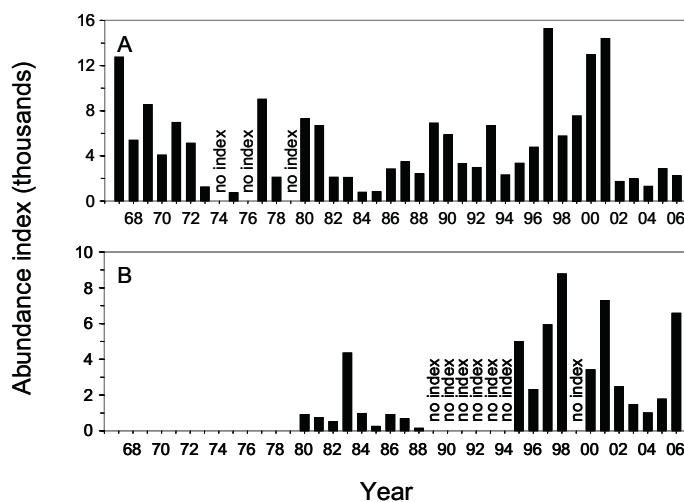 Abundance index (thousands)
A
16
12
8
4
0
no index
no index
no index
68 70 72 74 76 78 80 82 84 86 88 90 92 94 96 98 00 02 04 06
B
10
8
6
4
2
0
no index
no index
no index
no index
no index
no index
no index
68 70 72 74 76 78 80 82 84 86 88 90 92 94 96 98 00 02 04 06
Year